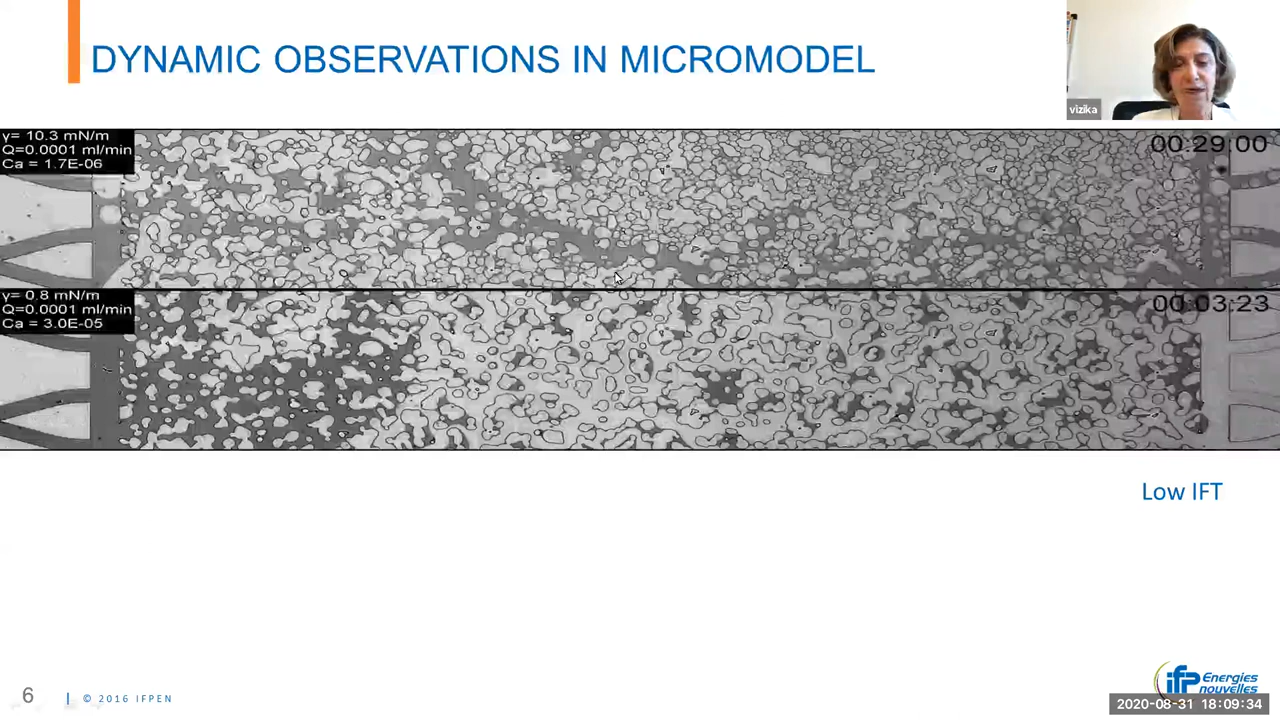 DYNAMIC OBSERVATIONS IN MICROMODEL
vizika
γ= 10.3 mN/m
Q=0.0001 ml/min
Ca = 1.7E-06
00:29:00
γ= 0.8 mN/m
Q=0.0001 ml/min
Ca = 3.0E-05
00:03:23
Low IFT
6
© 2016 IFPEN
ifp Energies
nouvelles
2020-08-31 18:09:34